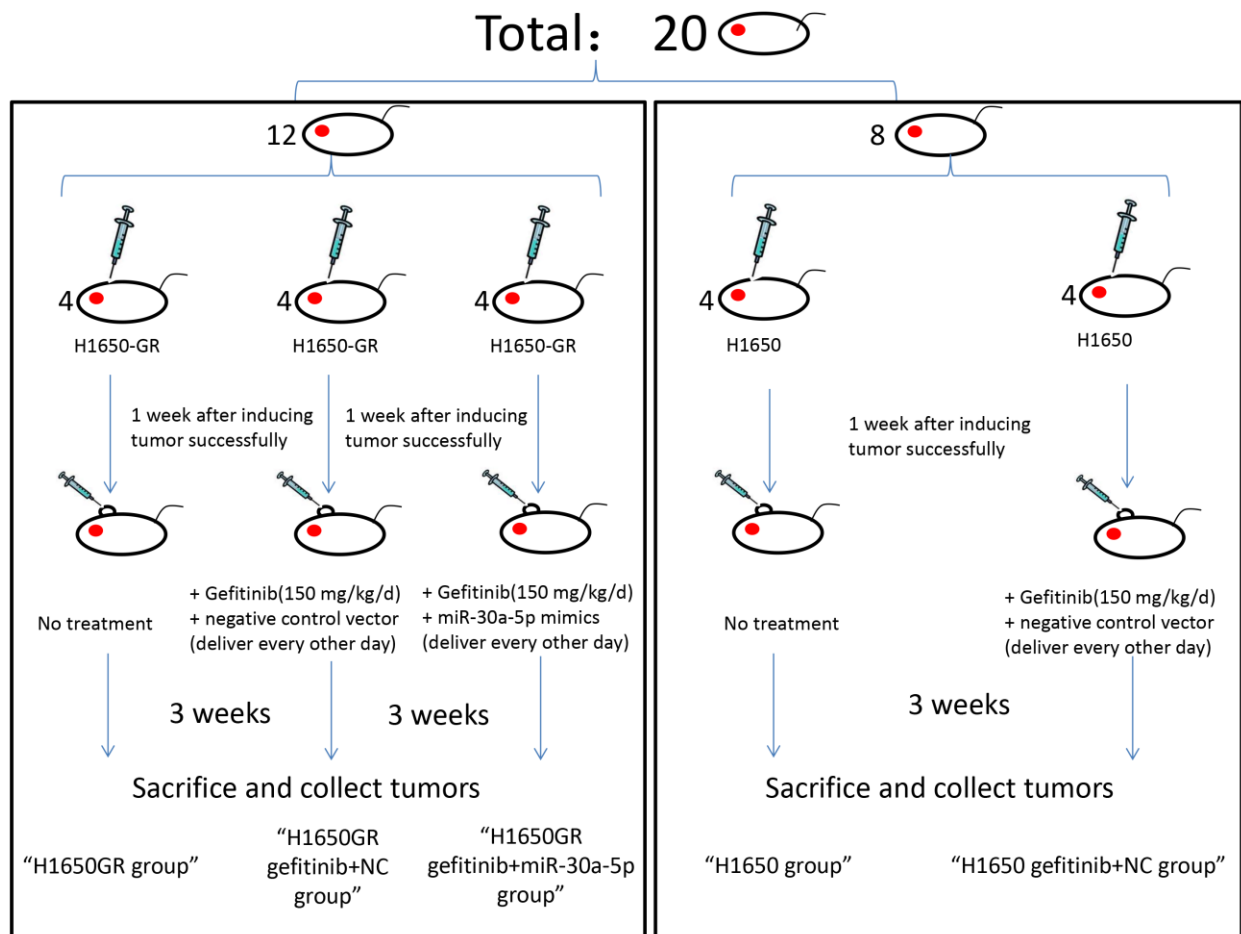 Total： 20
12
4
4
4
H1650-GR
H1650-GR
H1650-GR
1 week after inducing
tumor successfully
1 week after inducing
tumor successfully
No treatment
+ Gefitinib(150 mg/kg/d)
+ negative control vector
(deliver every other day)
+ Gefitinib(150 mg/kg/d)
+ miR-30a-5p mimics
(deliver every other day)
3 weeks
3 weeks
Sacrifice and collect tumors
“H1650GR group”
“H1650GR
gefitinib+NC
group”
“H1650GR
gefitinib+miR-30a-5p
group”
8
4
4
H1650
H1650
1 week after inducing
tumor successfully
No treatment
+ Gefitinib(150 mg/kg/d)
+ negative control vector
(deliver every other day)
3 weeks
Sacrifice and collect tumors
“H1650 group”
“H1650 gefitinib+NC group”